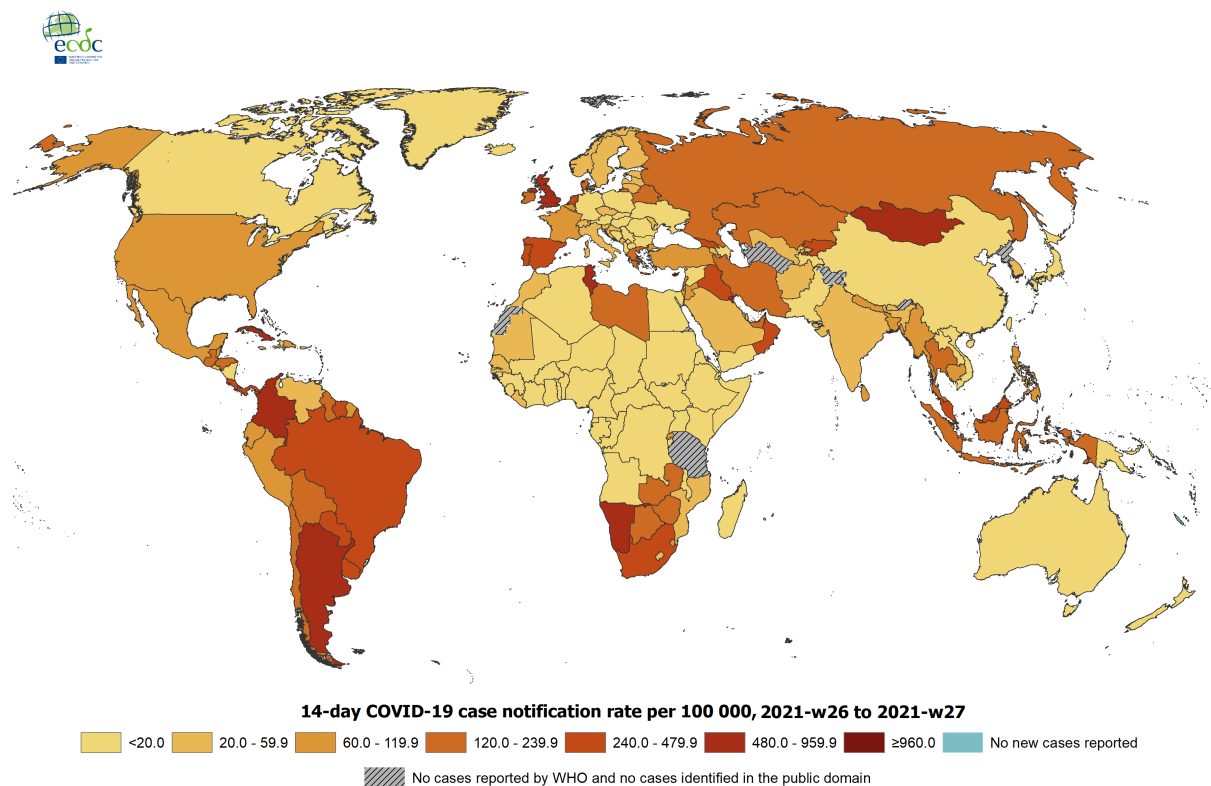 ecdc
14-day COVID-19 case notification rate per 100 000, 2021-w26 to 2021-w27
<20.0 20.0 - 59.9 60.0 - 119.9 120.0 - 239.9 240.0 - 479.9 480.0 - 959.9 ≥960.0 No new cases reported
No cases reported by WHO and no cases identified in the public domain